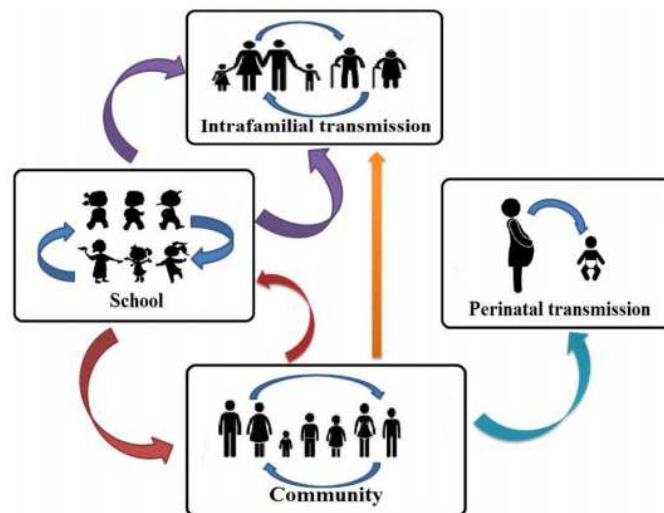 Intrafamilial transmission
School
Perinatal transmission
Community